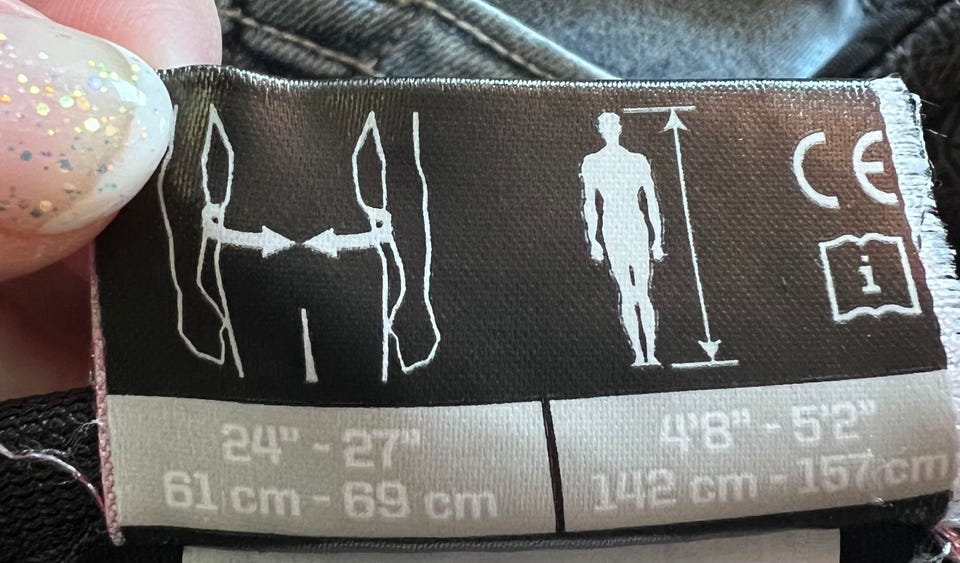 CE
i
24" - 27"
61 cm - 69 cm
4'8" - 5'2"
142 cm - 157 cm